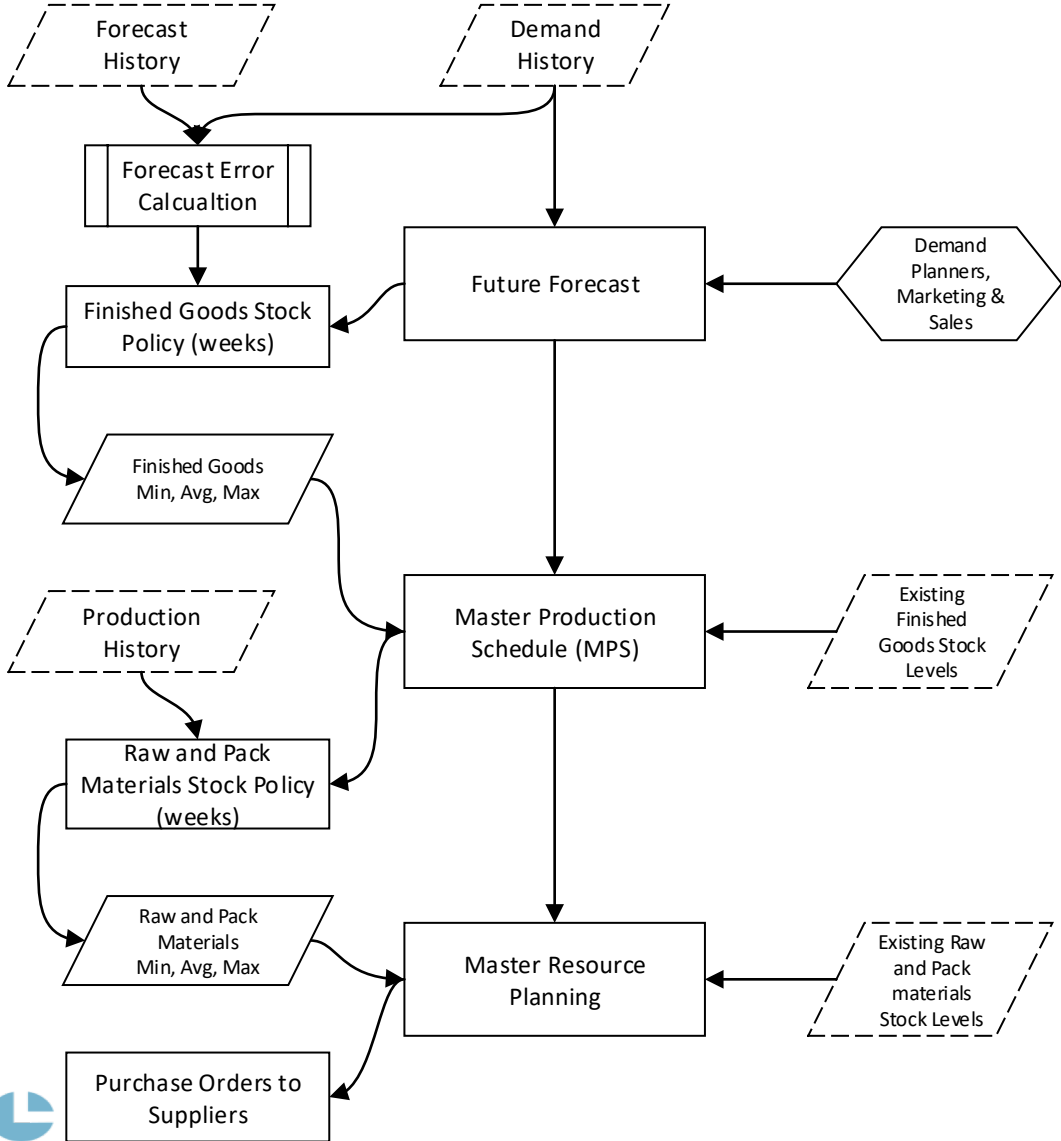 Forecast
History
Demand
History
Forecast Error
Calcualtion
Future Forecast
Demand
Planners,
Marketing &
Sales
Finished Goods Stock
Policy (weeks)
Finished Goods
Min, Avg, Max
Production
History
Master Production
Schedule (MPS)
Existing
Finished
Goods Stock
Levels
Raw and Pack
Materials Stock Policy
(weeks)
Raw and Pack
Materials
Min, Avg, Max
Master Resource
Planning
Existing Raw
and Pack
materials
Stock Levels
Purchase Orders to
Suppliers